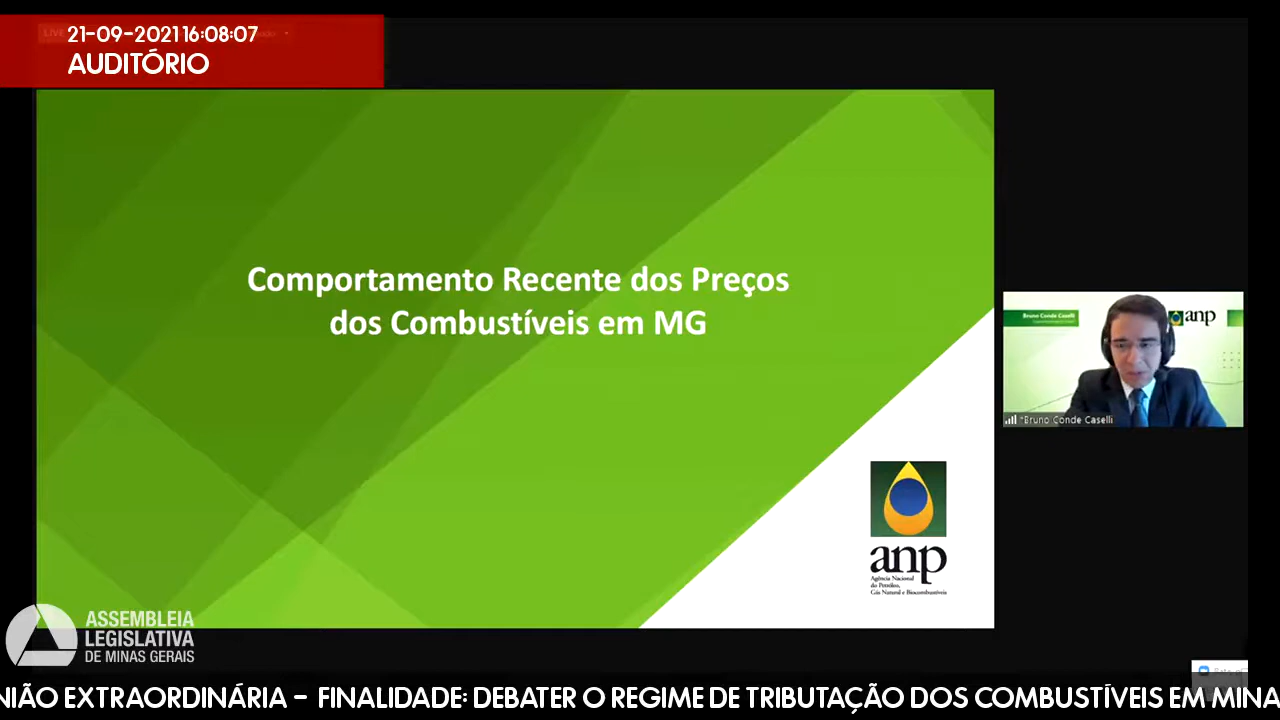 LIVE
21-09-2021 16:08:07
AUDITÓRIO
Comportamento Recente dos Preços
dos Combustíveis em MG
Bruno Conde Caselli
anp
*Bruno Conde Caselli
anp
Agência Nacional
do Petróleo,
Gás Natural e Biocombustíveis
ASSEMBLEIA
LEGISLATIVA
DE MINAS GERAIS
NIÃO EXTRAORDINÁRIA - FINALIDADE: DEBATER O REGIME DE TRIBUTAÇÃO DOS COMBUSTÍVEIS EM MINA